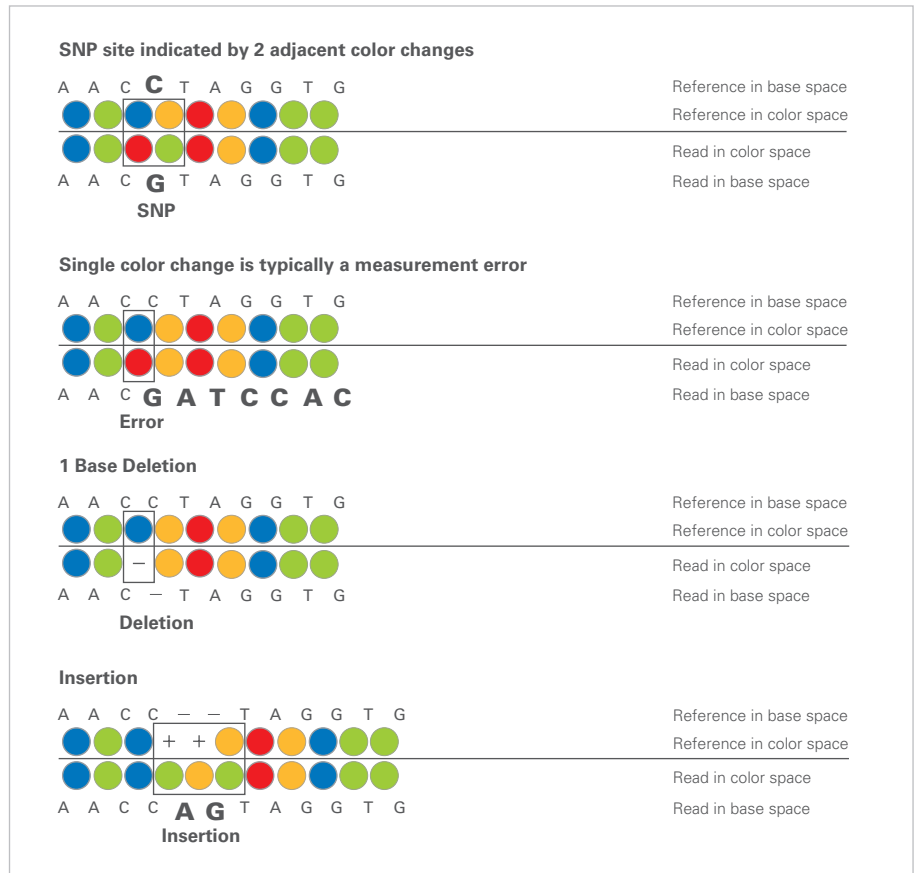 SNP site indicated by 2 adjacent color changes
A A C C T A G G T G Reference in base space
Reference in color space
Read in color space
A A C G T A G G T G Read in base space
SNP
Single color change is typically a measurement error
A A C C T A G G T G Reference in base space
Reference in color space
Read in color space
A A C G A T C C A C Read in base space
Error
1 Base Deletion
A A C C T A G G T G Reference in base space
Reference in color space
– Read in color space
A A C – T A G G T G Read in base space
Deletion
Insertion
A A C C – – T A G G T G Reference in base space
+ + Reference in color space
Read in color space
A A C C A G T A G G T G Read in base space
Insertion